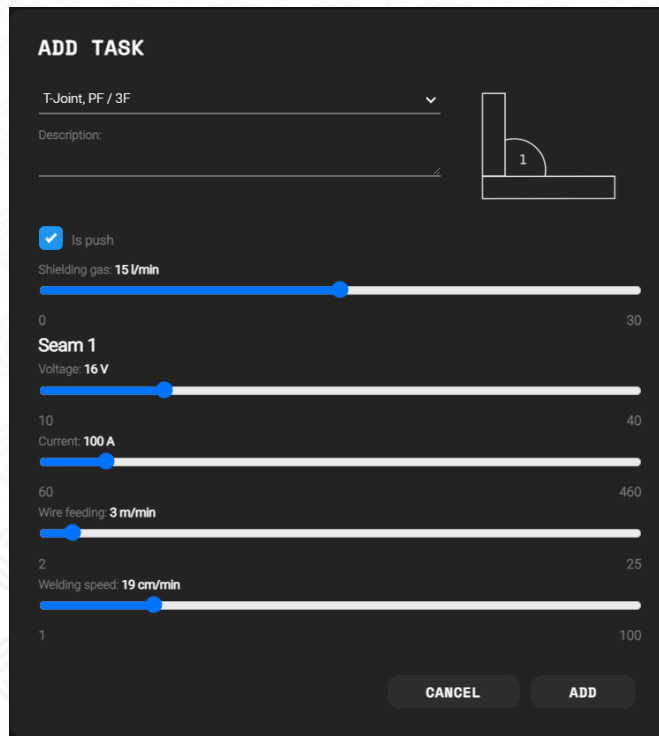 ADD TASK
T-Joint, PF / 3F
Description:
1
Is push
Shielding gas: 15 l/min
0 30
Seam 1
Voltage: 16 V
10 40
Current: 100 A
60 460
Wire feeding: 3 m/min
2 25
Welding speed: 19 cm/min
1 100
CANCEL ADD